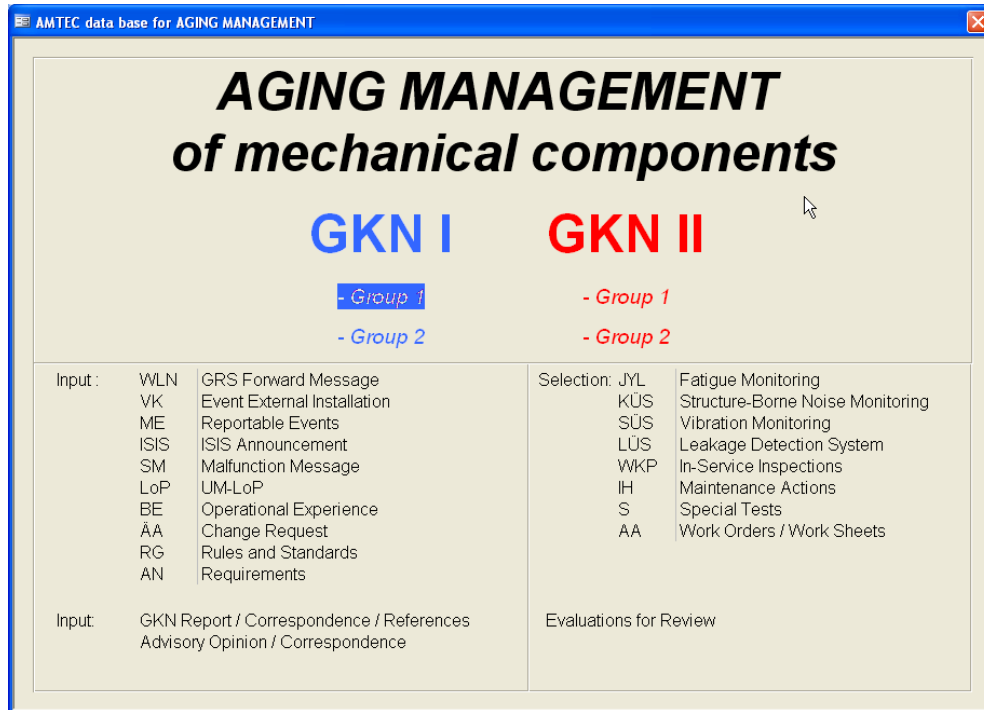 AMTEC data base for AGING MANAGEMENT
AGING MANAGEMENT
of mechanical components
GKN I GKN II
- Group 1 - Group 1
- Group 2 - Group 2
Input : WLN GRS Forward Message
VK Event External Installation
ME Reportable Events
ISIS ISIS Announcement
SM Malfunction Message
LoP UM-LoP
BE Operational Experience
ÄA Change Request
RG Rules and Standards
AN Requirements
Selection: JYL Fatigue Monitoring
KÜS Structure-Borne Noise Monitoring
SÜS Vibration Monitoring
LÜS Leakage Detection System
WKP In-Service Inspections
IH Maintenance Actions
S Special Tests
AA Work Orders / Work Sheets
Input: GKN Report / Correspondence / References
Advisory Opinion / Correspondence
Evaluations for Review